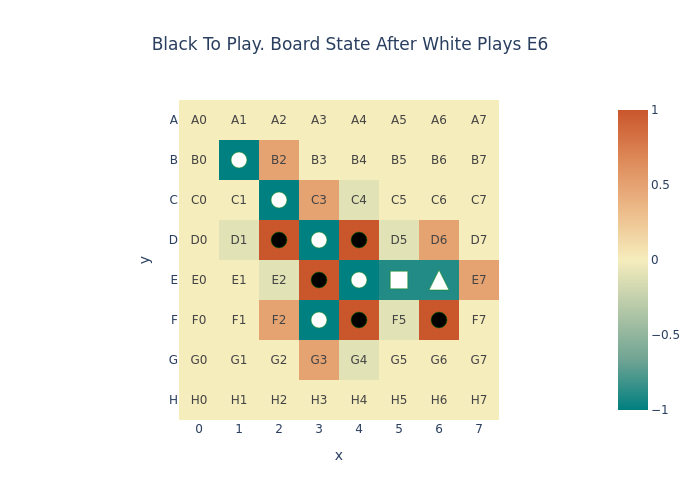 Black To Play. Board State After White Plays E6
A A0 A1 A2 A3 A4 A5 A6 A7
B B0 B2 B3 B4 B5 B6 B7
C C0 C1 C3 C4 C5 C6 C7
D D0 D1 D5 D6 D7
E E0 E1 E2 E7
F F0 F1 F2 F5 F7
G G0 G1 G2 G3 G4 G5 G6 G7
H H0 H1 H2 H3 H4 H5 H6 H7
0 1 2 3 4 5 6 7
x
y
1
0.5
0
−0.5
−1